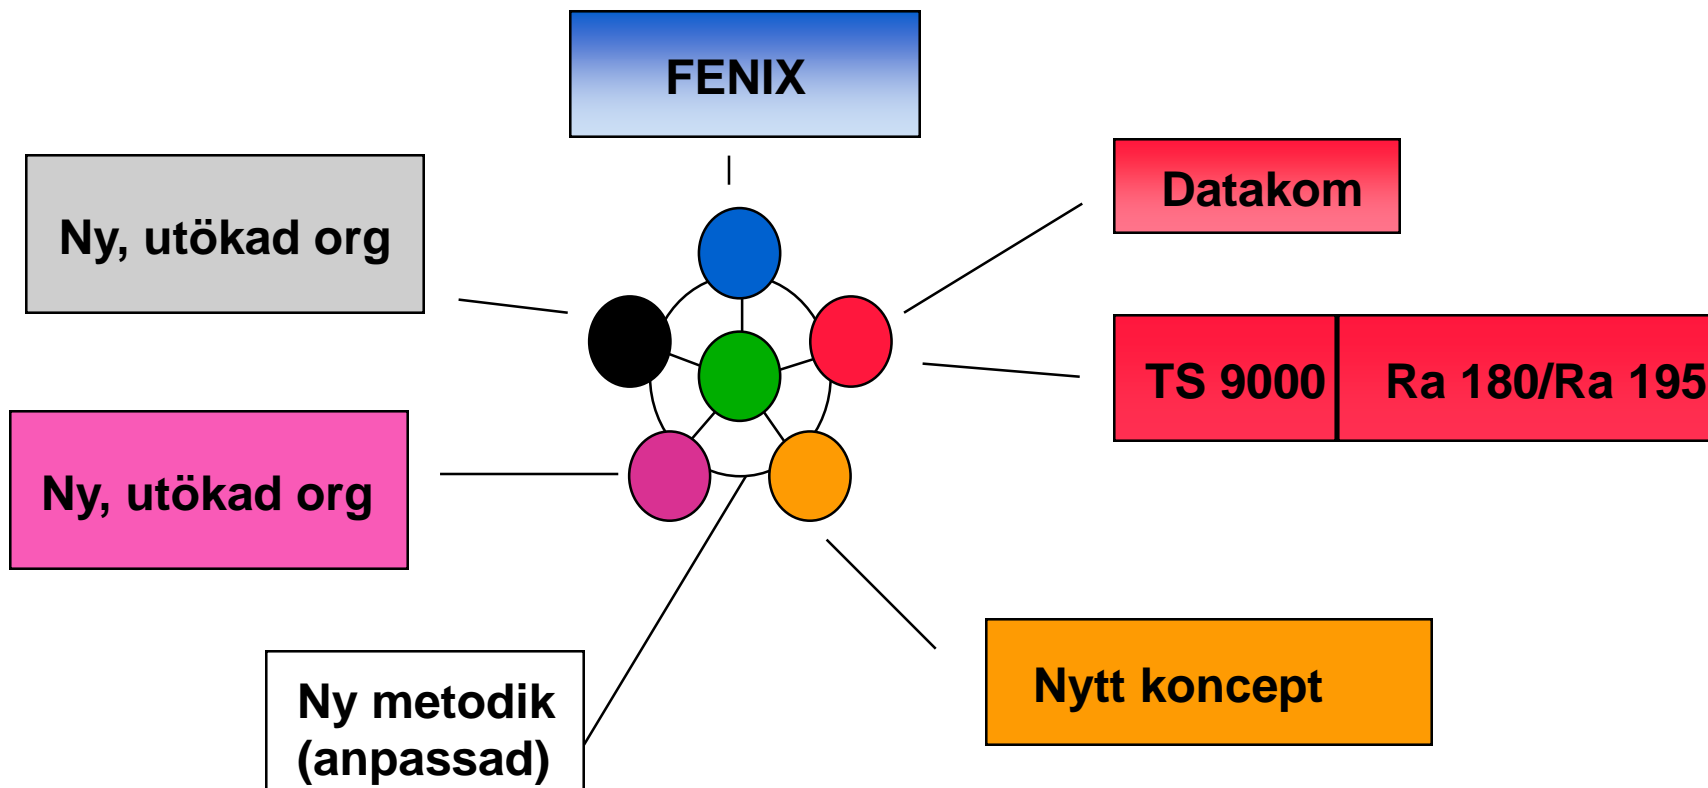 FENIX
Datakom
Ny, utökad org
TS 9000
Ra 180/Ra 195
Ny, utökad org
Nytt koncept
Ny metodik
(anpassad)